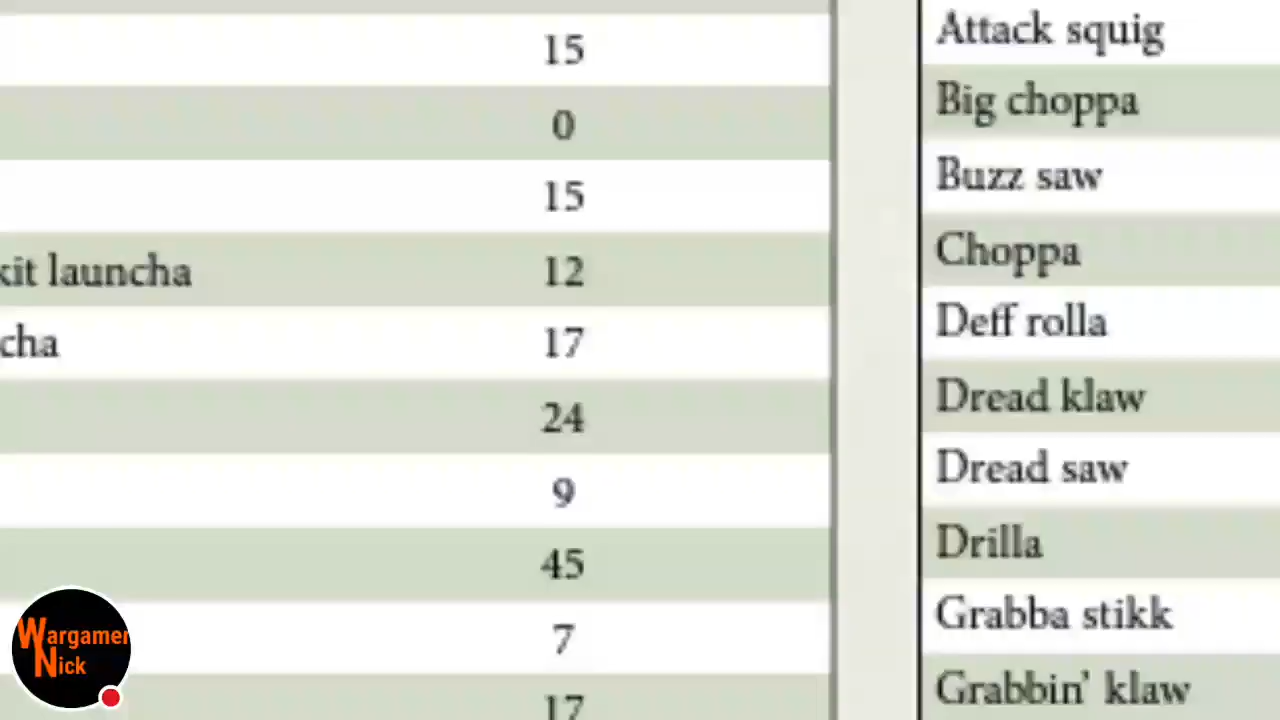 15
0
15
kit launcha 12
cha 17
24
9
45
7
17
Attack squig
Big choppa
Buzz saw
Choppa
Deff rolla
Dread klaw
Dread saw
Drilla
Grabba stikk
Grabbin' klaw
Wargamer
Nick